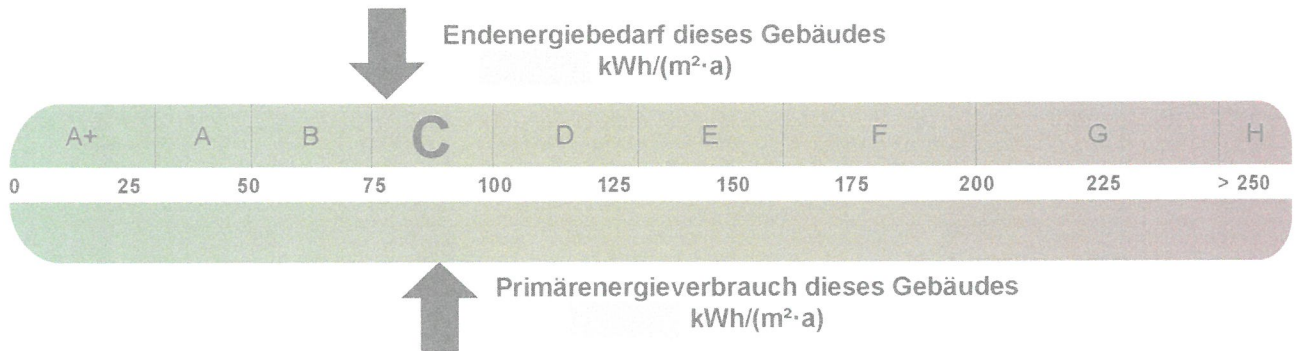 Endenergiebedarf dieses Gebäudes
kWh/(m²·a)
A+ A B C D E F G H
0 25 50 75 100 125 150 175 200 225 > 250
Primärenergieverbrauch dieses Gebäudes
kWh/(m²·a)